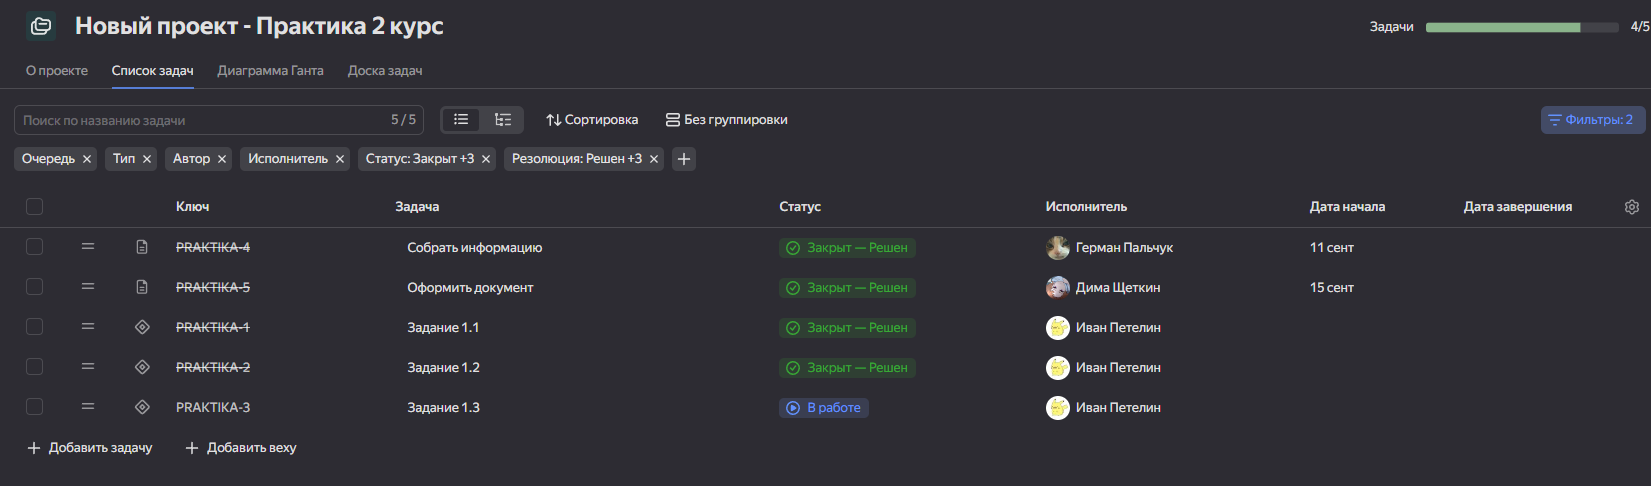 Новый проект - Практика 2 курс
Задачи 4/5
О проекте Список задач Диаграмма Ганта Доска задач
Поиск по названию задачи 5 / 5 Сортировка Без группировки Фильтры: 2
Очередь Тип Автор Исполнитель Статус: Закрыт +3 Резолюция: Решен +3
Ключ Задача Статус Исполнитель Дата начала Дата завершения
PRAKTIKA-4 Собрать информацию Закрыт — Решен Герман Пальчук 11 сент
PRAKTIKA-5 Оформить документ Закрыт — Решен Дима Щеткин 15 сент
PRAKTIKA-1 Задание 1.1 Закрыт — Решен Иван Петелин
PRAKTIKA-2 Задание 1.2 Закрыт — Решен Иван Петелин
PRAKTIKA-3 Задание 1.3 В работе Иван Петелин
Добавить задачу Добавить веху